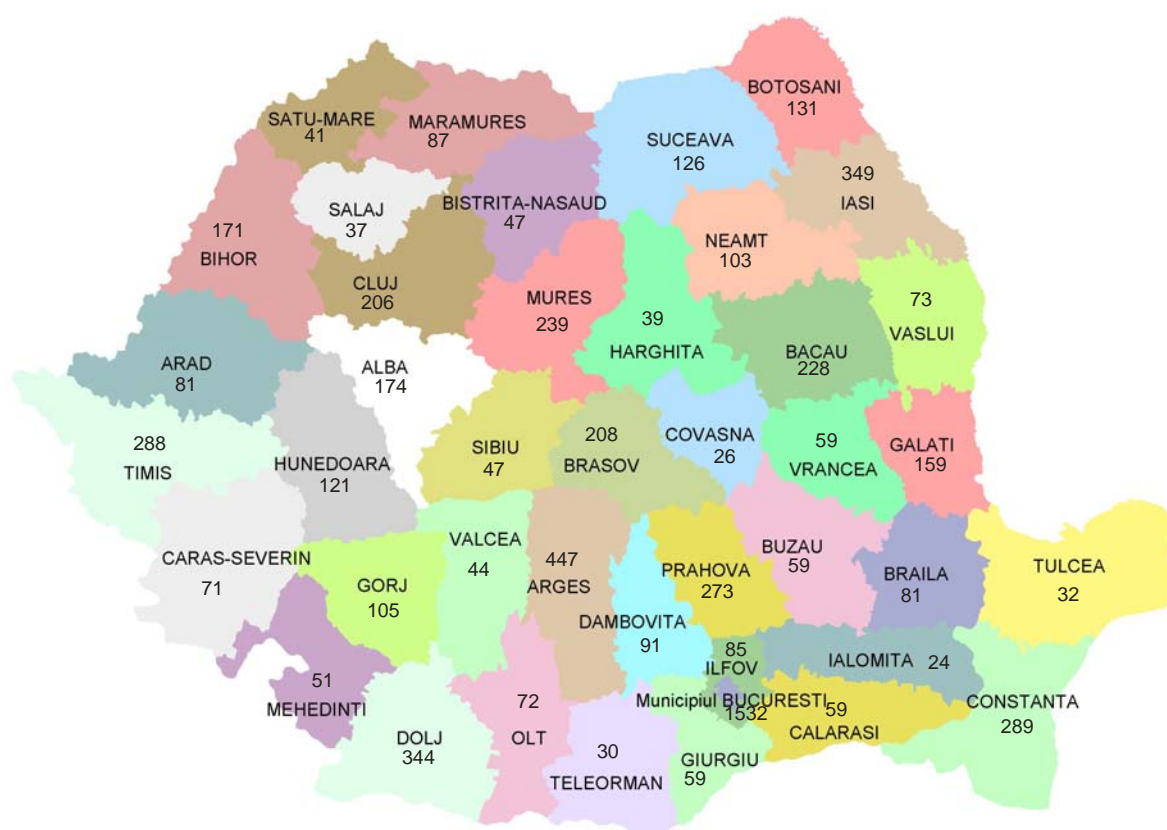 BOTOSANI
131
SATU-MARE
41
MARAMURES
87
SUCEAVA
126
349
IASI
SALAJ
37
BISTRITA-NASAUD
47
171
BIHOR
NEAMT
103
CLUJ
206
MURES
239
39
HARGHITA
73
VASLUI
ARAD
81
ALBA
174
BACAU
228
288
TIMIS
HUNEDOARA
121
SIBIU
47
208
BRASOV
COVASNA
26
59
VRANCEA
GALATI
159
CARAS-SEVERIN
71
GORJ
105
VALCEA
44
447
ARGES
DAMBOVITA
91
PRAHOVA
273
BUZAU
59
BRAILA
81
TULCEA
32
51
MEHEDINTI
DOLJ
344
72
OLT
30
TELEORMAN
85
ILFOV
Municipiul BUCURESTI
1532
GIURGIU
59
IALOMITA 24
59
CALARASI
CONSTANTA
289